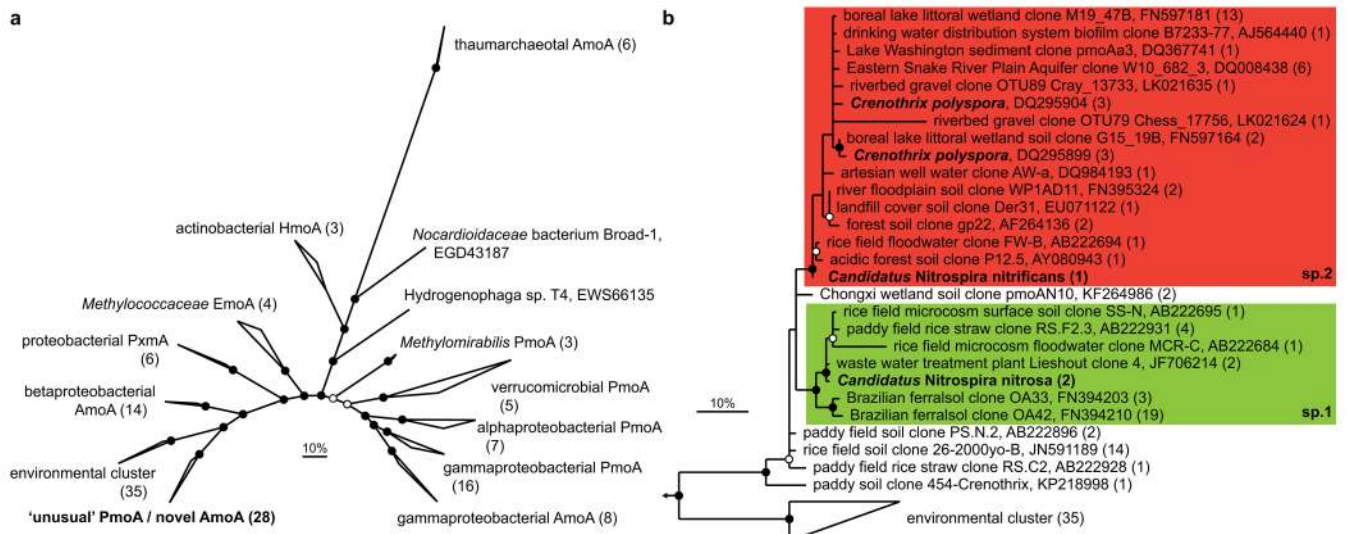 a
thaumarchaeotal AmoA (6)
actinobacterial HmoA (3)
Nocardioidaceae bacterium Broad-1,
EGD43187
Hydrogenophaga sp. T4, EWS66135
Methylococcaceae EmoA (4)
Methylomirabilis PmoA (3)
proteobacterial PxmA
(6)
verrucomicrobial PmoA
(5)
betaproteobacterial
AmoA (14)
alphaproteobacterial PmoA
(7)
10%
gammaproteobacterial PmoA
(16)
environmental cluster
(35)
'unusual' PmoA / novel AmoA (28)
gammaproteobacterial AmoA (8)
b
boreal lake littoral wetland clone M19_47B, FN597181 (13)
drinking water distribution system biofilm clone B7233-77, AJ564440 (1)
Lake Washington sediment clone pmoAa3, DQ367741 (1)
Eastern Snake River Plain Aquifer clone W10_682_3, DQ008438 (6)
riverbed gravel clone OTU89 Cray_13733, LK021635 (1)
Crenothrix polyspora, DQ295904 (3)
riverbed gravel clone OTU79 Chess_17756, LK021624 (1)
boreal lake littoral wetland soil clone G15_19B, FN597164 (2)
Crenothrix polyspora, DQ295899 (3)
artesian well water clone AW-a, DQ984193 (1)
river floodplain soil clone WP1AD11, FN395324 (2)
landfill cover soil clone Der31, EU071122 (1)
forest soil clone gp22, AF264136 (2)
rice field floodwater clone FW-B, AB222694 (1)
acidic forest soil clone P12.5, AY080943 (1)
Candidatus Nitrospira nitrificans (1)
sp.2
Chongxi wetland soil clone pmoAN10, KF264986 (2)
rice field microcosm surface soil clone SS-N, AB222695 (1)
paddy field rice straw clone RS.F2.3, AB222931 (4)
rice field microcosm floodwater clone MCR-C, AB222684 (1)
waste water treatment plant Lieshout clone 4, JF706214 (2)
Candidatus Nitrospira nitrosa (2)
Brazilian ferralsol clone OA33, FN394203 (3)
Brazilian ferralsol clone OA42, FN394210 (19)
sp.1
10%
paddy field soil clone PS.N.2, AB222896 (2)
rice field soil clone 26-2000yo-B, JN591189 (14)
paddy field rice straw clone RS.C2, AB222928 (1)
paddy soil clone 454-Crenothrix, KP218998 (1)
environmental cluster (35)